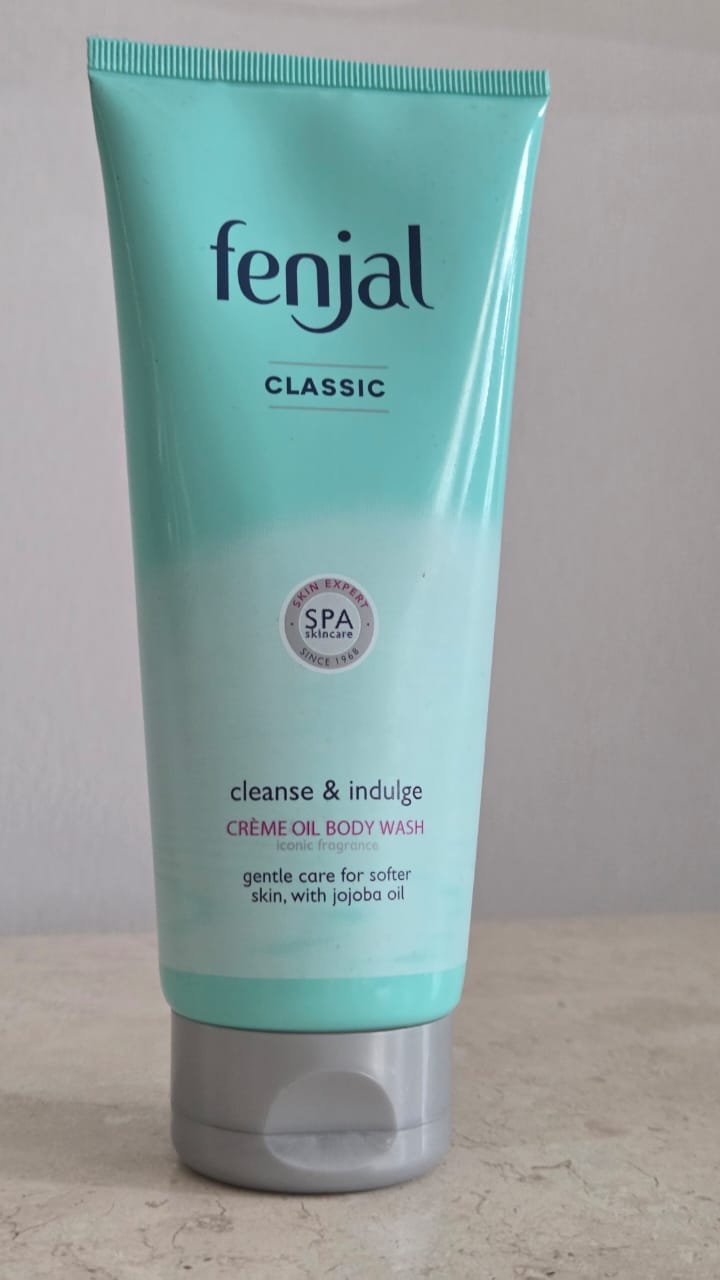 fenjal
CLASSIC
SKIN EXPERT
SPA
skincare
SINCE 1968
cleanse & indulge
CRÈME OIL BODY WASH
iconic fragrance
gentle care for softer
skin, with jojoba oil